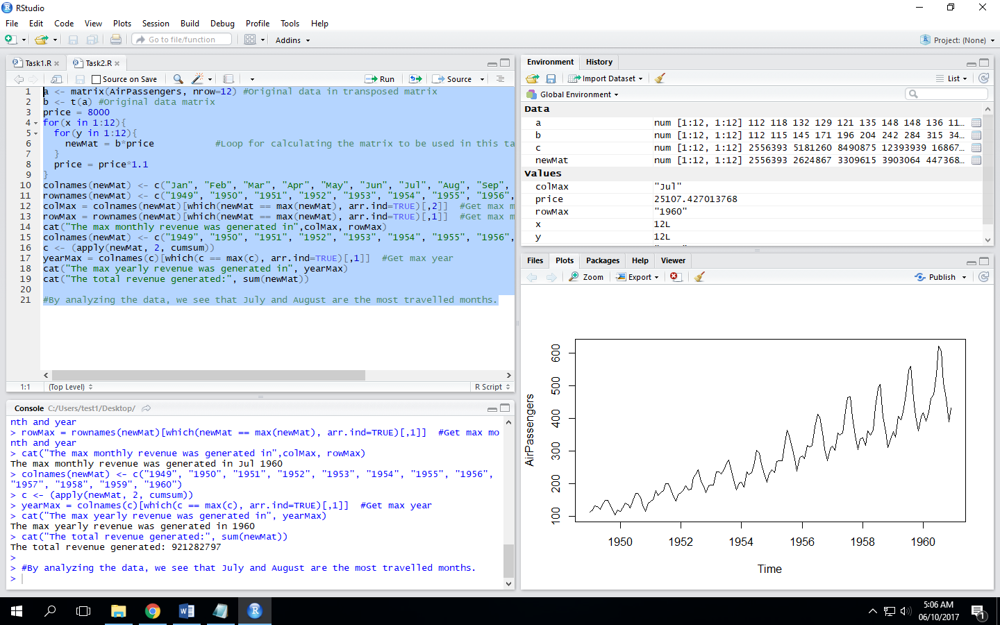 RStudio
File Edit Code View Plots Session Build Debug Profile Tools Help
Go to file/function Addins Project: (None)
Task1.R Task2.R
Source on Save Run Source
1 a <- matrix(AirPassengers, nrow=12) #Original data in transposed matrix
2 b <- t(a) #Original data matrix
3 price = 8000
4 for(x in 1:12){
5 for(y in 1:12){
6 newMat = b*price #Loop for calculating the matrix to be used in this ta
7 }
8 price = price*1.1
9 }
10 colnames(newMat) <- c("Jan", "Feb", "Mar", "Apr", "May", "Jun", "Jul", "Aug", "Sep",
11 rownames(newMat) <- c("1949", "1950", "1951", "1952", "1953", "1954", "1955", "1956",
12 colMax = colnames(newMat)[which(newMat == max(newMat), arr.ind=TRUE)[,2]] #Get max m
13 rowMax = rownames(newMat)[which(newMat == max(newMat), arr.ind=TRUE)[,1]] #Get max m
14 cat("The max monthly revenue was generated in",colMax, rowMax)
15 colnames(newMat) <- c("1949", "1950", "1951", "1952", "1953", "1954", "1955", "1956",
16 c <- (apply(newMat, 2, cumsum))
17 yearMax = colnames(c)[which(c == max(c), arr.ind=TRUE)[,1]] #Get max year
18 cat("The max yearly revenue was generated in", yearMax)
19 cat("The total revenue generated:", sum(newMat))
20
21 #By analyzing the data, we see that July and August are the most travelled months.
1:1 (Top Level) R Script
Console C:/Users/test1/Desktop/
nth and year
> rowMax = rownames(newMat)[which(newMat == max(newMat), arr.ind=TRUE)[,1]] #Get max mo
nth and year
> cat("The max monthly revenue was generated in",colMax, rowMax)
The max monthly revenue was generated in Jul 1960
> colnames(newMat) <- c("1949", "1950", "1951", "1952", "1953", "1954", "1955", "1956",
"1957", "1958", "1959", "1960")
> c <- (apply(newMat, 2, cumsum))
> yearMax = colnames(c)[which(c == max(c), arr.ind=TRUE)[,1]] #Get max year
> cat("The max yearly revenue was generated in", yearMax)
The max yearly revenue was generated in 1960
> cat("The total revenue generated:", sum(newMat))
The total revenue generated: 921282797
>
> #By analyzing the data, we see that July and August are the most travelled months.
>
Environment History
Import Dataset List
Global Environment
Data
a num [1:12, 1:12] 112 118 132 129 121 135 148 148 136 11…
b num [1:12, 1:12] 112 115 145 171 196 204 242 284 315 34…
c num [1:12, 1:12] 2556393 5181260 8490875 12393939 16867…
newMat num [1:12, 1:12] 2556393 2624867 3309615 3903064 447368…
Values
colMax "Jul"
price 25107.427013768
rowMax "1960"
x 12L
y 12L
Files Plots Packages Help Viewer
Zoom Export Publish
AirPassengers
600
500
400
300
200
100
1950 1952 1954 1956 1958 1960
Time
5:06 AM
06/10/2017
1